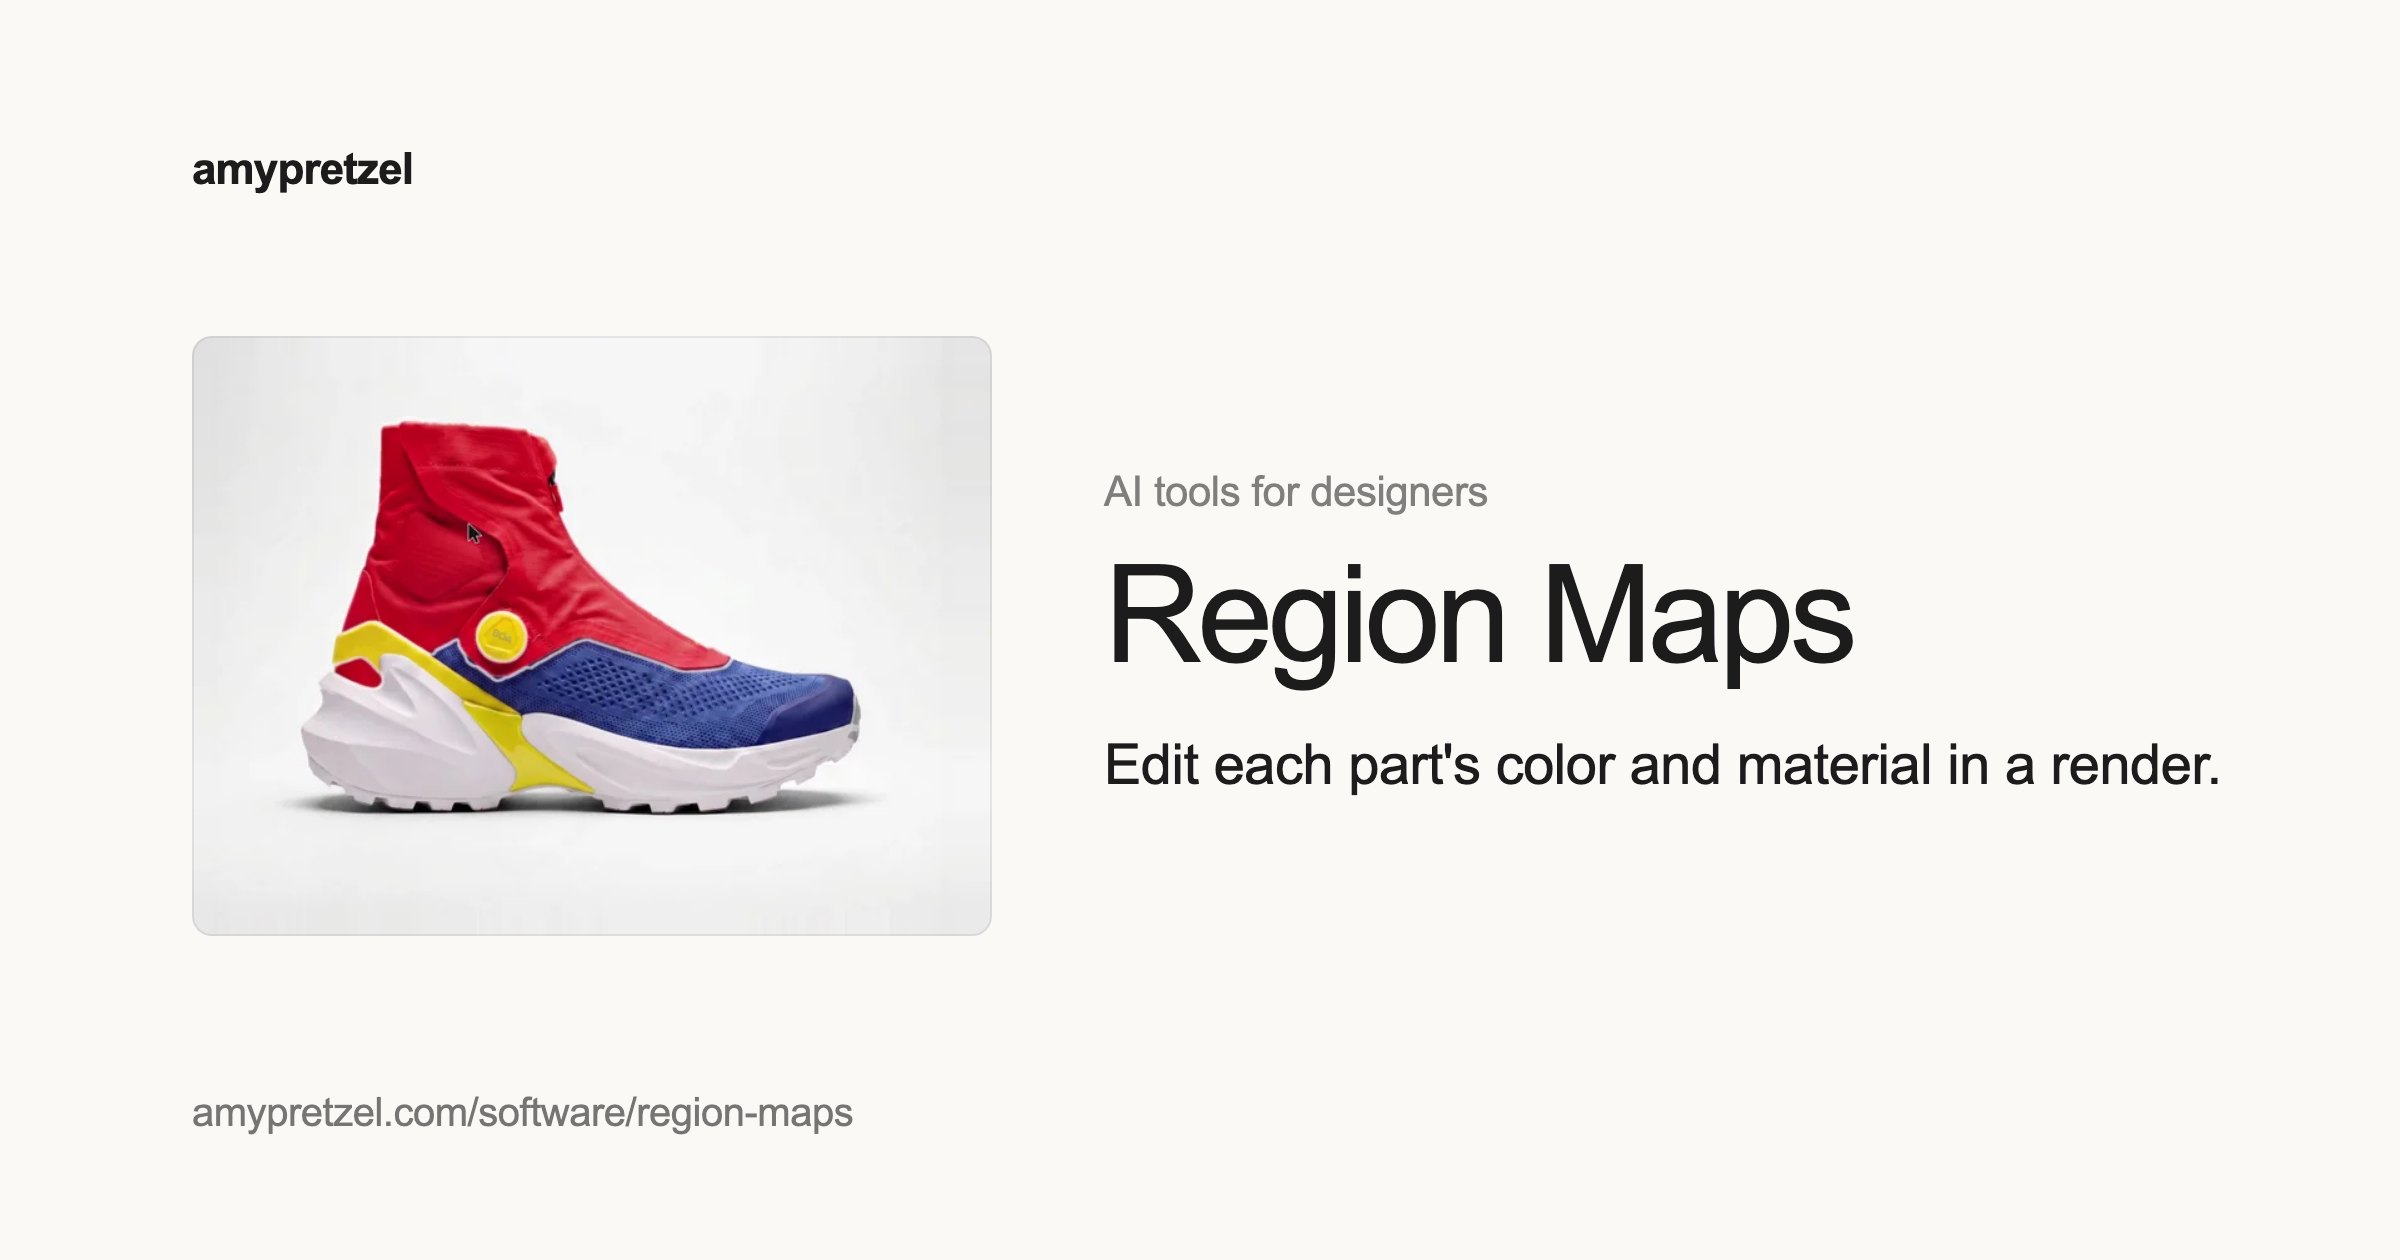 amypretzel
BOA
AI tools for designers
Region Maps
Edit each part's color and material in a render.
amypretzel.com/software/region-maps